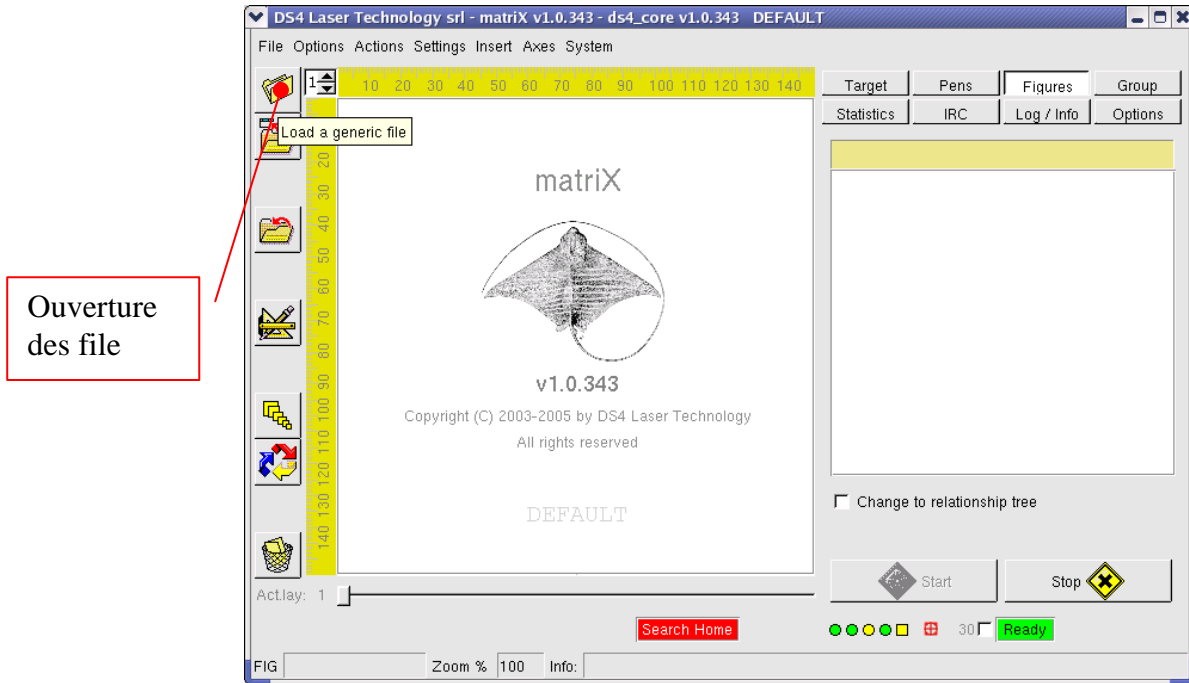 DS4 Laser Technology srl - matriX v1.0.343 - ds4_core v1.0.343 DEFAULT
File Options Actions Settings Insert Axes System
1 10 20 30 40 50 60 70 80 90 100 110 120 130 140
Target Pens Figures Group
Statistics IRC Log / Info Options
Load a generic file
20 30 40 50 60 70 80 90 100 110 120 130 140
Ouverture
des file
matriX
v1.0.343
Copyright (C) 2003-2005 by DS4 Laser Technology
All rights reserved
DEFAULT
Change to relationship tree
Start Stop
Act.lay: 1
Search Home 30 Ready
FIG Zoom % 100 Info: